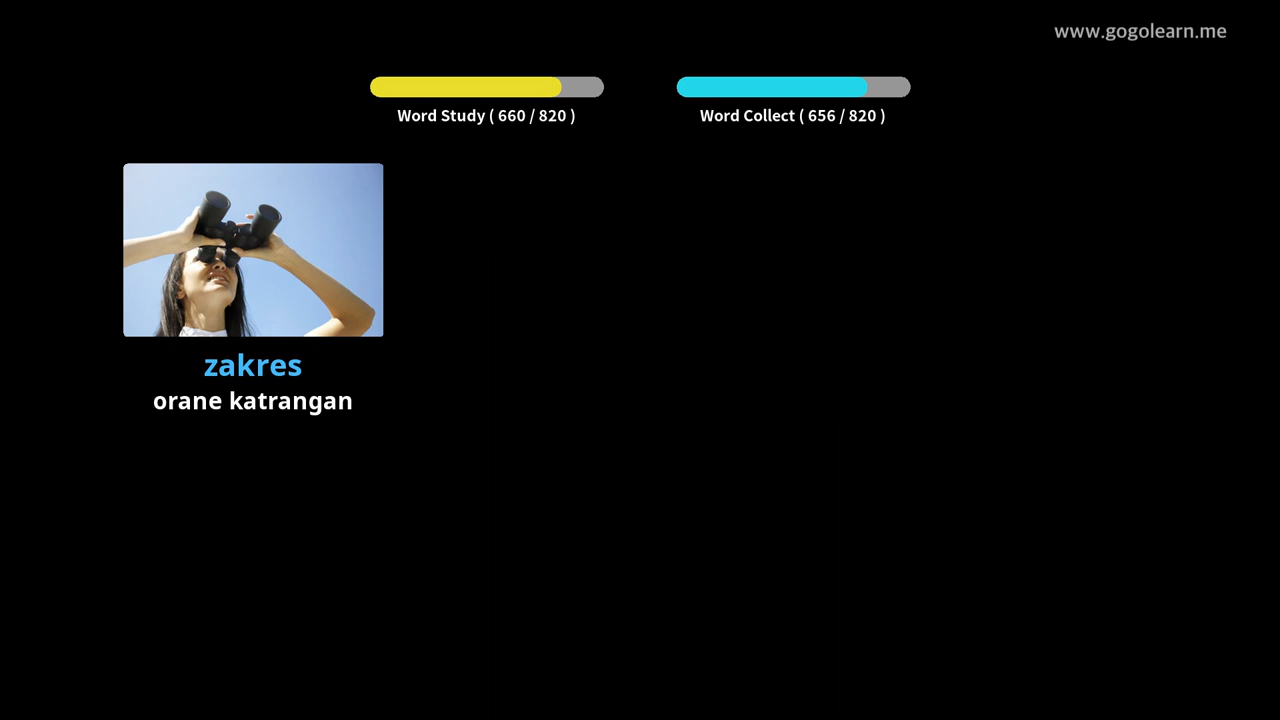 www.gogolearn.me
Word Study ( 660 / 820 )
Word Collect ( 656 / 820 )
zakres
orane katrangan